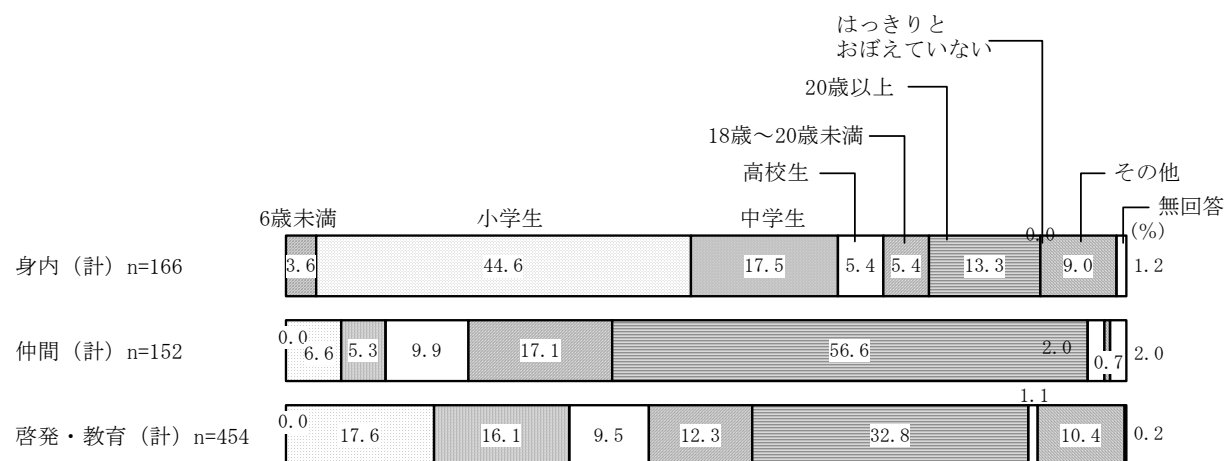 はっきりと
おぼえていない
20歳以上
18歳～20歳未満
高校生
その他
6歳未満
小学生
中学生
無回答
(%)
身内（計）n=166
3.6
44.6
17.5
5.4
5.4
13.3
0.0
9.0
1.2
仲間（計）n=152
0.0
6.6
5.3
9.9
17.1
56.6
2.0
0.7
2.0
啓発・教育（計）n=454
0.0
17.6
16.1
9.5
12.3
32.8
1.1
10.4
0.2